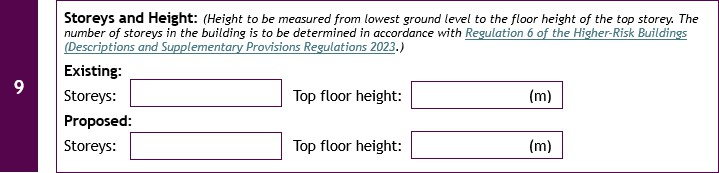 Storeys and Height: (Height to be measured from lowest ground level to the floor height of the top storey. The
number of storeys in the building is to be determined in accordance with Regulation 6 of the Higher-Risk Buildings
(Descriptions and Supplementary Provisions Regulations 2023.)
Existing:
9
Storeys: Top floor height: (m)
Proposed:
Storeys: Top floor height: (m)